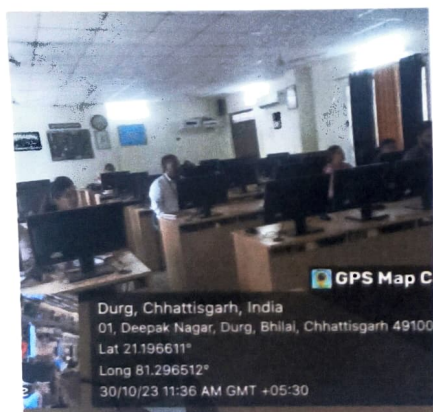 GPS Map C
Durg, Chhattisgarh, India
01, Deepak Nagar, Durg, Bhilai, Chhattisgarh 49100
Lat 21.196611°
Long 81.296512°
30/10/23 11:36 AM GMT +05:30